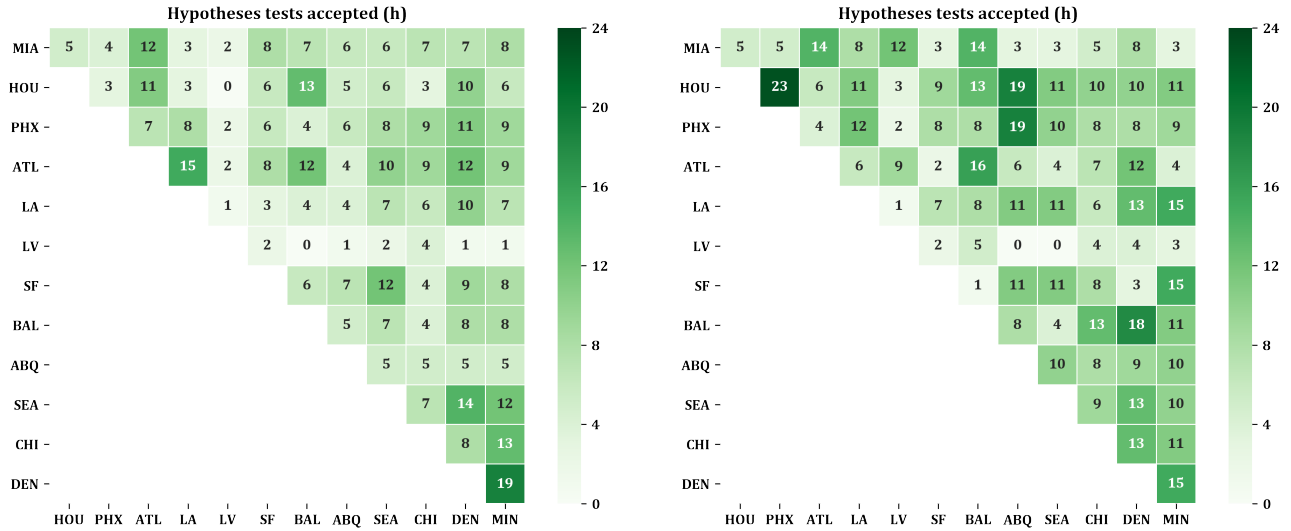 Hypotheses tests accepted (h)
MIA 5 4 12 3 2 8 7 6 6 7 7 8
HOU 3 11 3 0 6 13 5 6 3 10 6
PHX 7 8 2 6 4 6 8 9 11 9
ATL 15 2 8 12 4 10 9 12 9
LA 1 3 4 4 7 6 10 7
LV 2 0 1 2 4 1 1
SF 6 7 12 4 9 8
BAL 5 7 4 8 8
ABQ 5 5 5 5
SEA 7 14 12
CHI 8 13
DEN 19
HOU PHX ATL LA LV SF BAL ABQ SEA CHI DEN MIN
24
20
16
12
8
4
0
Hypotheses tests accepted (h)
MIA 5 5 14 8 12 3 14 3 3 5 8 3
HOU 23 6 11 3 9 13 19 11 10 10 11
PHX 4 12 2 8 8 19 10 8 8 9
ATL 6 9 2 16 6 4 7 12 4
LA 1 7 8 11 11 6 13 15
LV 2 5 0 0 4 4 3
SF 1 11 11 8 3 15
BAL 8 4 13 18 11
ABQ 10 8 9 10
SEA 9 13 10
CHI 13 11
DEN 15
HOU PHX ATL LA LV SF BAL ABQ SEA CHI DEN MIN
24
20
16
12
8
4
0